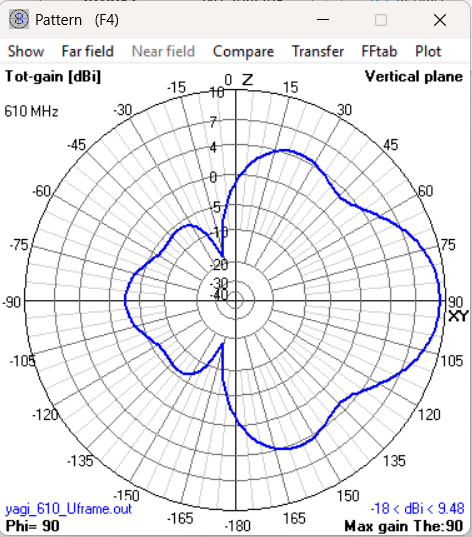 Pattern (F4)
Show Far field Near field Compare Transfer FFtab Plot
Tot-gain [dBi] Vertical plane
610 MHz
0 Z
-15 15
-30 30
-45 45
-60 60
-75 75
-90 90
XY
-105 105
-120 120
-135 135
-150 150
-165 165
-180
10
7
4
0
-5
-10
-20
-30
-40
yagi_610_Uframe.out -18 < dBi < 9.48
Phi= 90 Max gain The:90